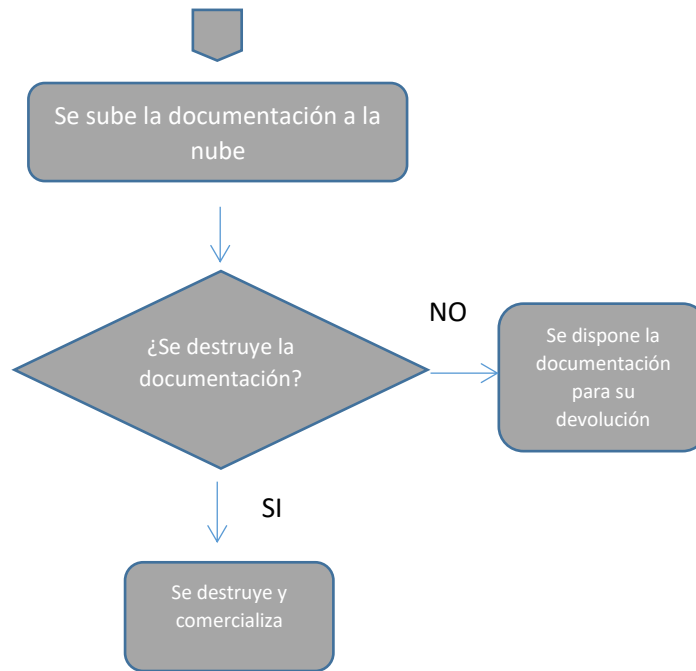 Se sube la documentación a la
nube
¿Se destruye la
documentación?
NO
Se dispone la
documentación
para su
devolución
SI
Se destruye y
comercializa